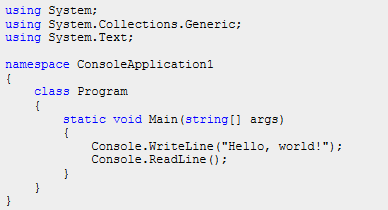 using System;
using System.Collections.Generic;
using System.Text;

namespace ConsoleApplication1
{
    class Program
    {
        static void Main(string[] args)
        {
            Console.WriteLine("Hello, world!");
            Console.ReadLine();
        }
    }
}